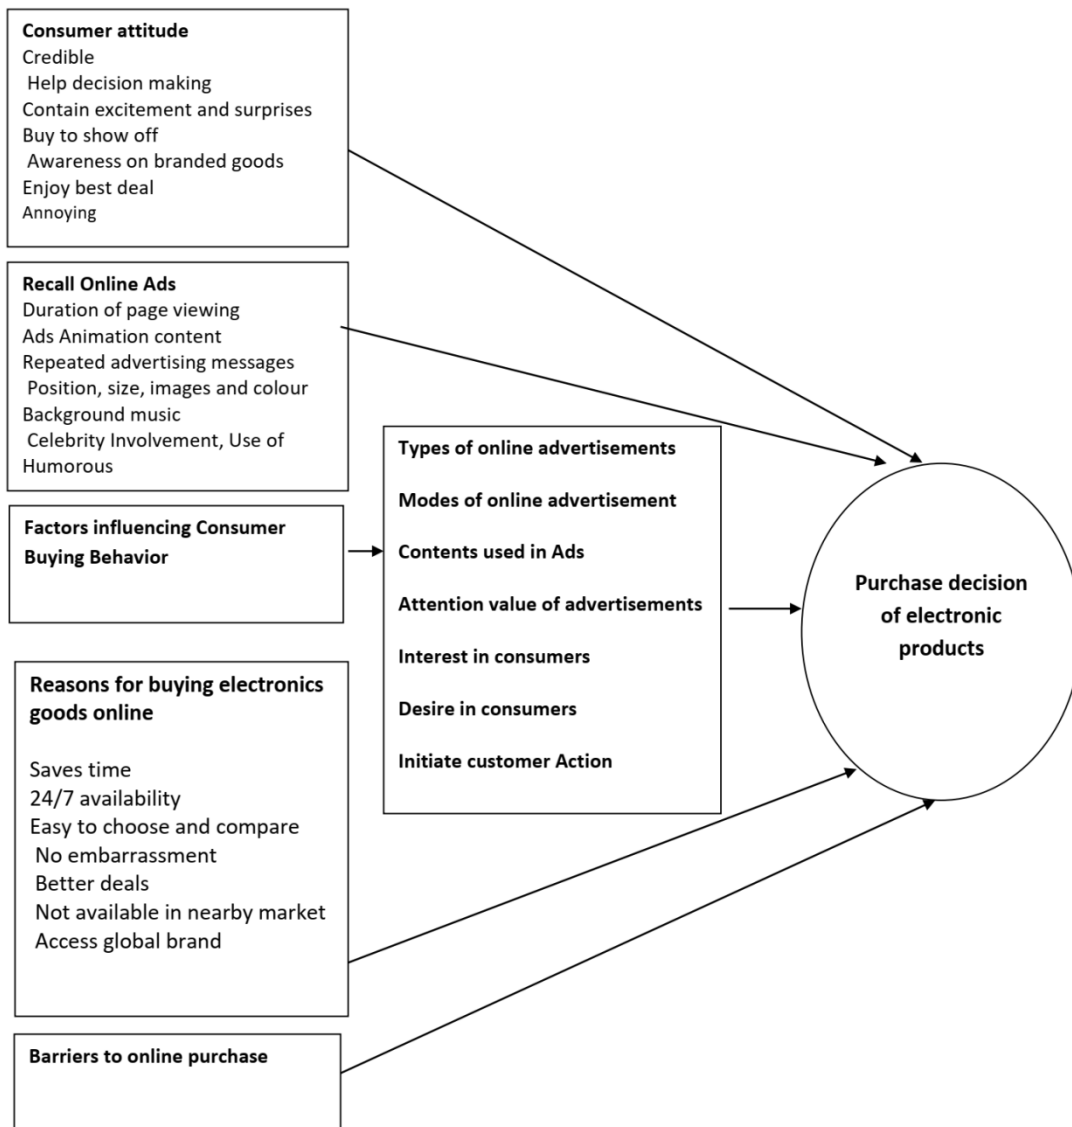 Consumer attitude
Credible
Help decision making
Contain excitement and surprises
Buy to show off
Awareness on branded goods
Enjoy best deal
Annoying
Recall Online Ads
Duration of page viewing
Ads Animation content
Repeated advertising messages
Position, size, images and colour
Background music
Celebrity Involvement, Use of
Humorous
Factors influencing Consumer
Buying Behavior
Types of online advertisements
Modes of online advertisement
Contents used in Ads
Attention value of advertisements
Interest in consumers
Desire in consumers
Initiate customer Action
Purchase decision
of electronic
products
Reasons for buying electronics
goods online
Saves time
24/7 availability
Easy to choose and compare
No embarrassment
Better deals
Not available in nearby market
Access global brand
Barriers to online purchase